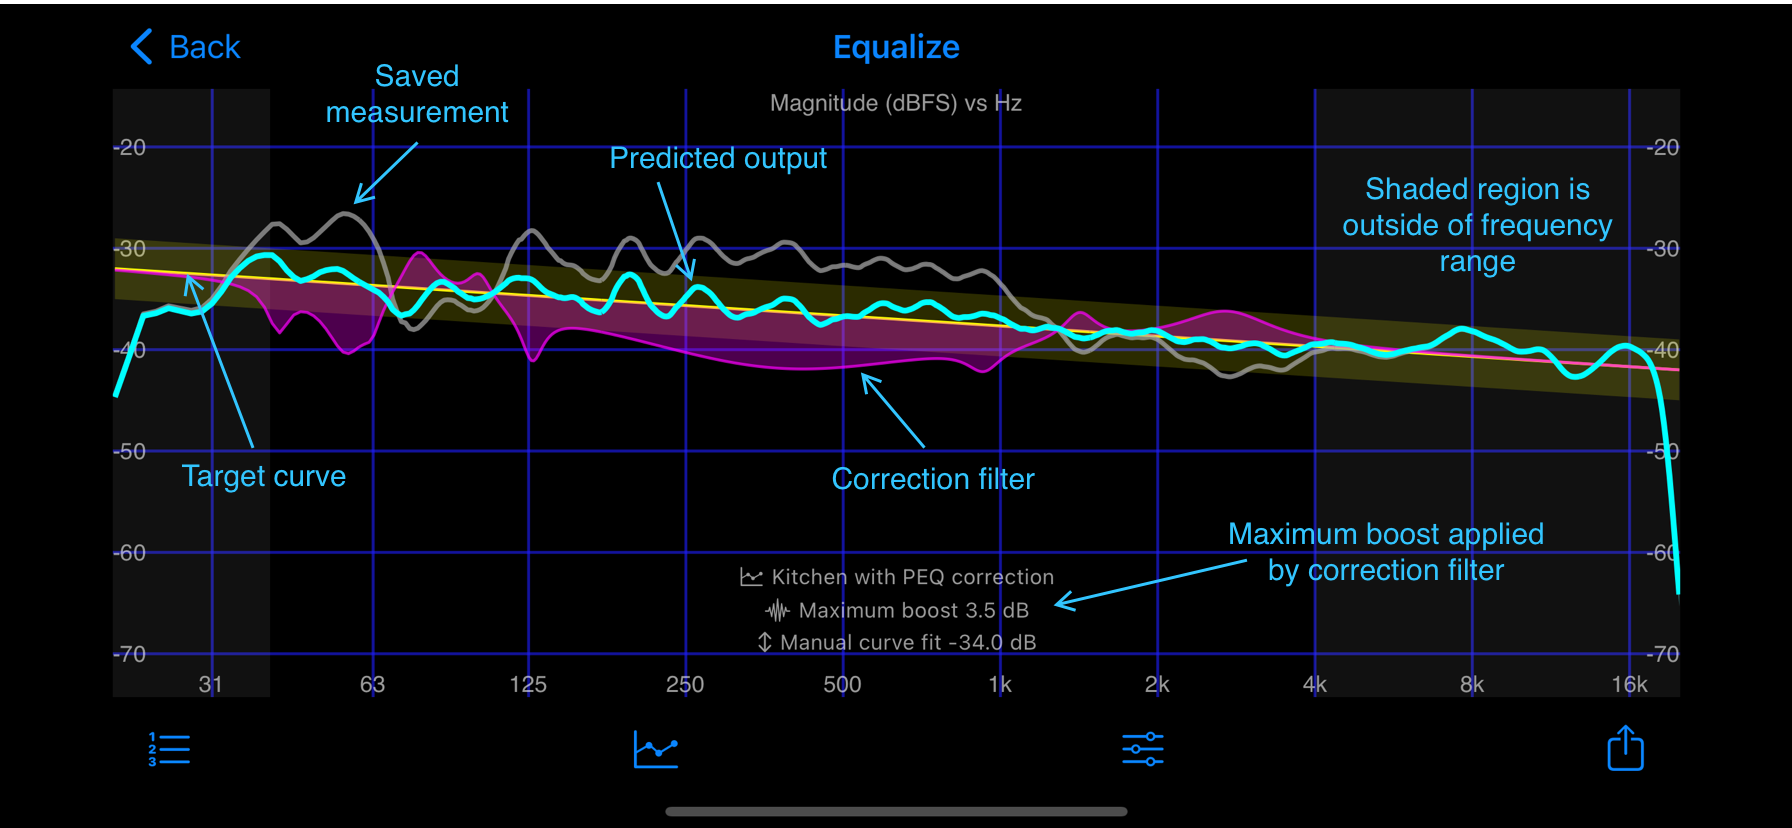 Back
Equalize
Saved
measurement
Magnitude (dBFS) vs Hz
-20
-20
Predicted output
Shaded region is
outside of frequency
range
-30
-30
-40
-40
-50
-50
Target curve
Correction filter
Maximum boost applied
by correction filter
-60
-60
Kitchen with PEQ correction
Maximum boost 3.5 dB
Manual curve fit -34.0 dB
-70
-70
31 63 125 250 500 1k 2k 4k 8k 16k
1
2
3